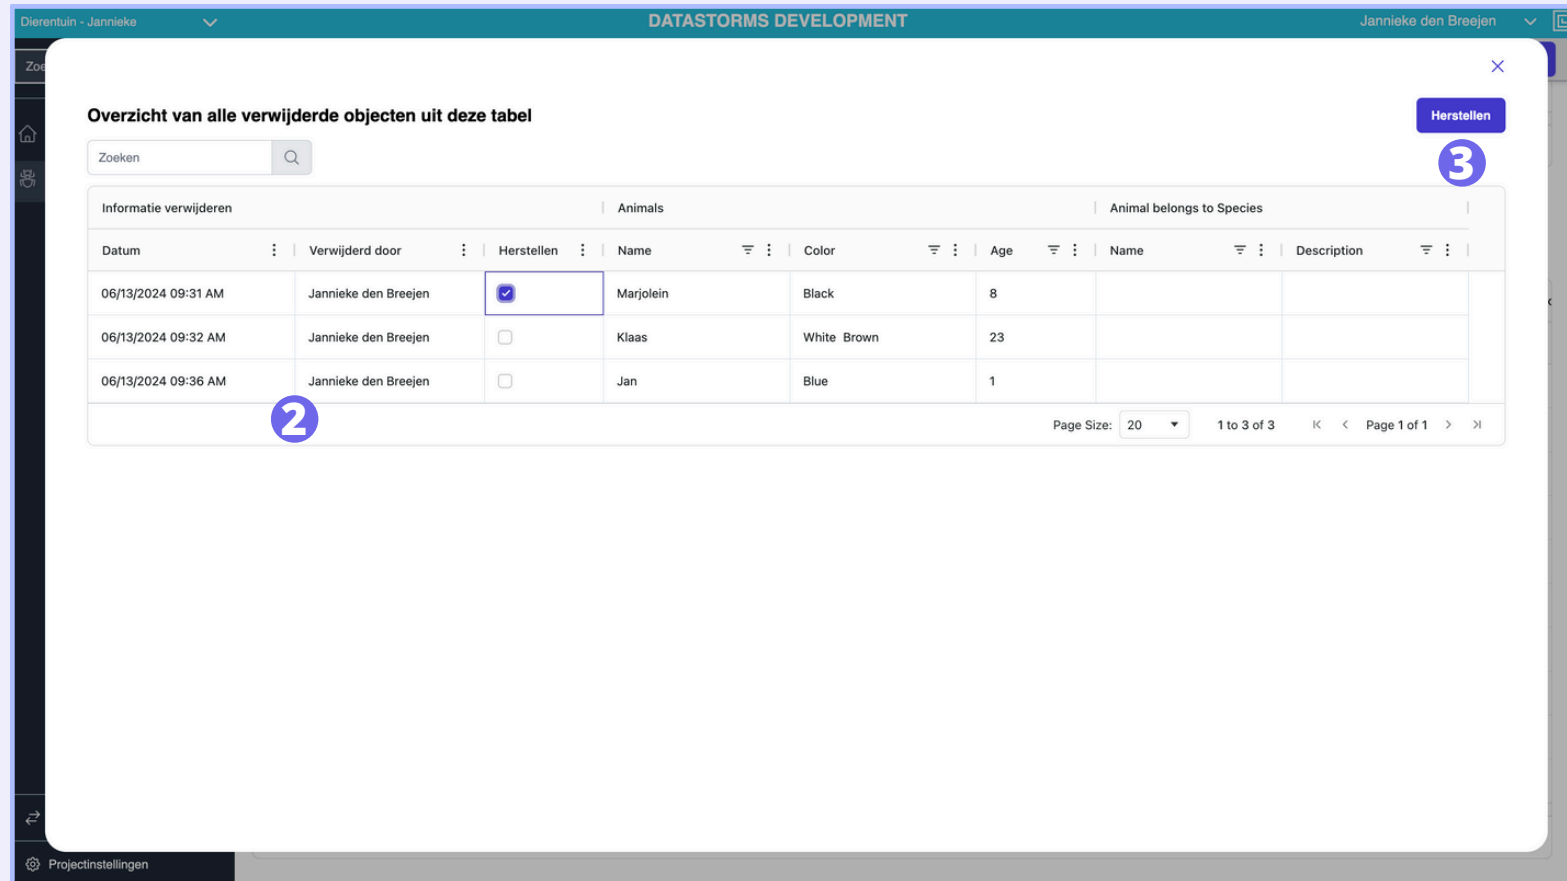 Dierentuin - Jannieke
DATASTORMS DEVELOPMENT
Jannieke den Breejen
Zoe
Overzicht van alle verwijderde objecten uit deze tabel
Herstellen
Zoeken
3
Informatie verwijderen Animals Animal belongs to Species
Datum Verwijderd door Herstellen Name Color Age Name Description
06/13/2024 09:31 AM Jannieke den Breejen Marjolein Black 8
06/13/2024 09:32 AM Jannieke den Breejen Klaas White Brown 23
06/13/2024 09:36 AM Jannieke den Breejen Jan Blue 1
2
Page Size: 20 1 to 3 of 3 Page 1 of 1
Projectinstellingen